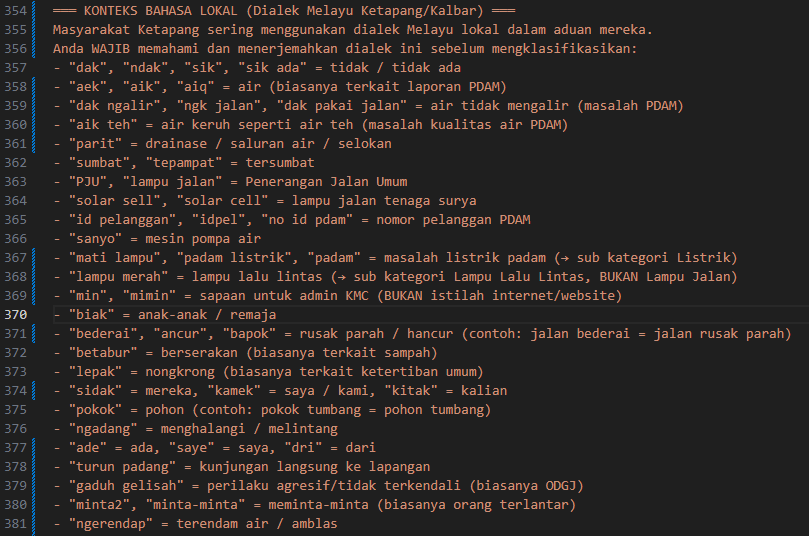 354 ═══ KONTEKS BAHASA LOKAL (Dialek Melayu Ketapang/Kalbar) ═══
355 Masyarakat Ketapang sering menggunakan dialek Melayu lokal dalam aduan mereka.
356 Anda WAJIB memahami dan menerjemahkan dialek ini sebelum mengklasifikasikan:
357 - "dak", "ndak", "sik", "sik ada" = tidak / tidak ada
358 - "aek", "aik", "aiq" = air (biasanya terkait laporan PDAM)
359 - "dak ngalir", "ngk jalan", "dak pakai jalan" = air tidak mengalir (masalah PDAM)
360 - "aik teh" = air keruh seperti air teh (masalah kualitas air PDAM)
361 - "parit" = drainase / saluran air / selokan
362 - "sumbat", "tepampat" = tersumbat
363 - "PJU", "lampu jalan" = Penerangan Jalan Umum
364 - "solar sell", "solar cell" = lampu jalan tenaga surya
365 - "id pelanggan", "idpel", "no id pdam" = nomor pelanggan PDAM
366 - "sanyo" = mesin pompa air
367 - "mati lampu", "padam listrik", "padam" = masalah listrik padam (→ sub kategori Listrik)
368 - "lampu merah" = lampu lalu lintas (→ sub kategori Lampu Lalu Lintas, BUKAN Lampu Jalan)
369 - "min", "mimin" = sapaan untuk admin KMC (BUKAN istilah internet/website)
370 - "biak" = anak-anak / remaja
371 - "bederai", "ancur", "bapok" = rusak parah / hancur (contoh: jalan bederai = jalan rusak parah)
372 - "betabur" = berserakan (biasanya terkait sampah)
373 - "lepak" = nongkrong (biasanya terkait ketertiban umum)
374 - "sidak" = mereka, "kamek" = saya / kami, "kitak" = kalian
375 - "pokok" = pohon (contoh: pokok tumbang = pohon tumbang)
376 - "ngadang" = menghalangi / melintang
377 - "ade" = ada, "saye" = saya, "dri" = dari
378 - "turun padang" = kunjungan langsung ke lapangan
379 - "gaduh gelisah" = perilaku agresif/tidak terkendali (biasanya ODGJ)
380 - "minta2", "minta-minta" = meminta-minta (biasanya orang terlantar)
381 - "ngerendap" = terendam air / amblas